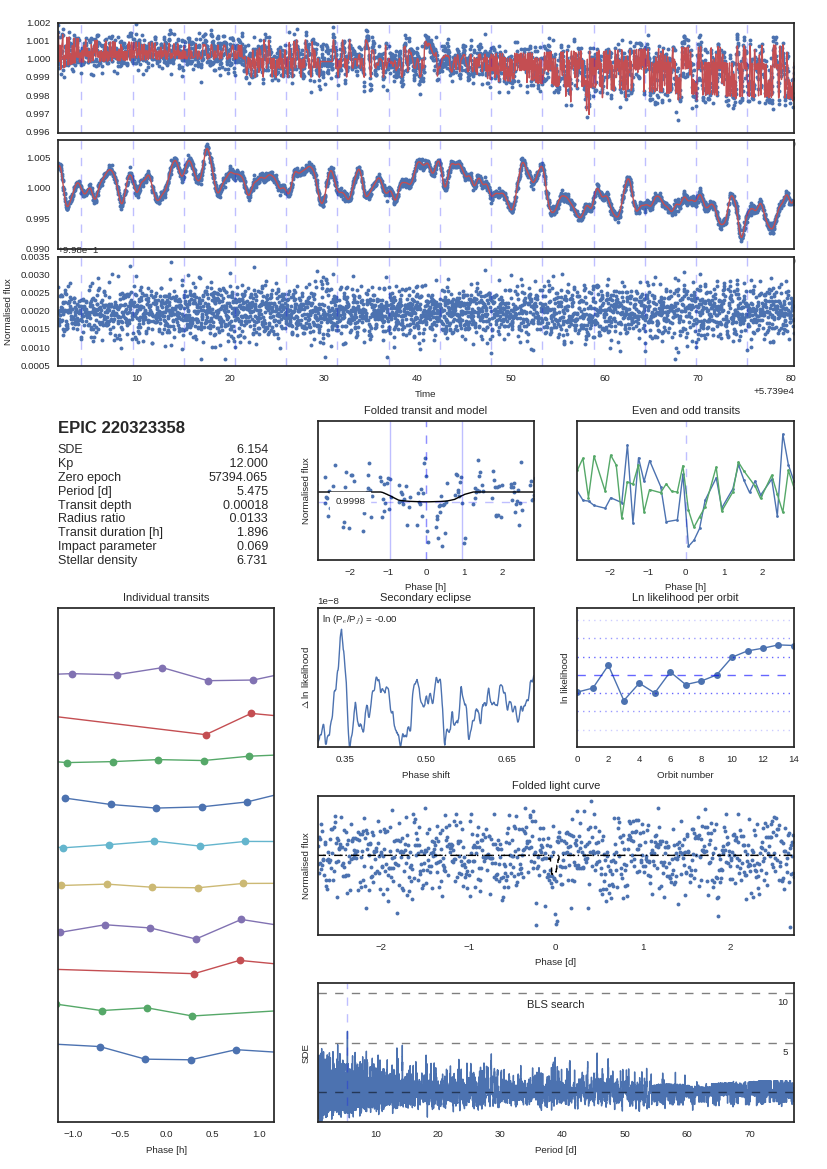 1.002
1.001
1.000
0.999
0.998
0.997
0.996
1.005
1.000
0.995
0.990
+9.98e−1
0.0035
0.0030
0.0025
0.0020
0.0015
0.0010
0.0005
Normalised flux
10 20 30 40 50 60 70 80
Time
+5.739e4
EPIC 220323358
SDE 6.154
Kp 12.000
Zero epoch 57394.065
Period [d] 5.475
Transit depth 0.00018
Radius ratio 0.0133
Transit duration [h] 1.896
Impact parameter 0.069
Stellar density 6.731
Folded transit and model
Normalised flux
0.9998
−2 −1 0 1 2
Phase [h]
Even and odd transits
−2 −1 0 1 2
Phase [h]
Individual transits
−1.0 −0.5 0.0 0.5 1.0
Phase [h]
Secondary eclipse
1e−8
ln (Pₑ/P𝑓) = -0.00
Δ ln likelihood
0.35 0.50 0.65
Phase shift
Ln likelihood per orbit
ln likelihood
0 2 4 6 8 10 12 14
Orbit number
Folded light curve
Normalised flux
−2 −1 0 1 2
Phase [d]
BLS search
10
5
SDE
10 20 30 40 50 60 70
Period [d]